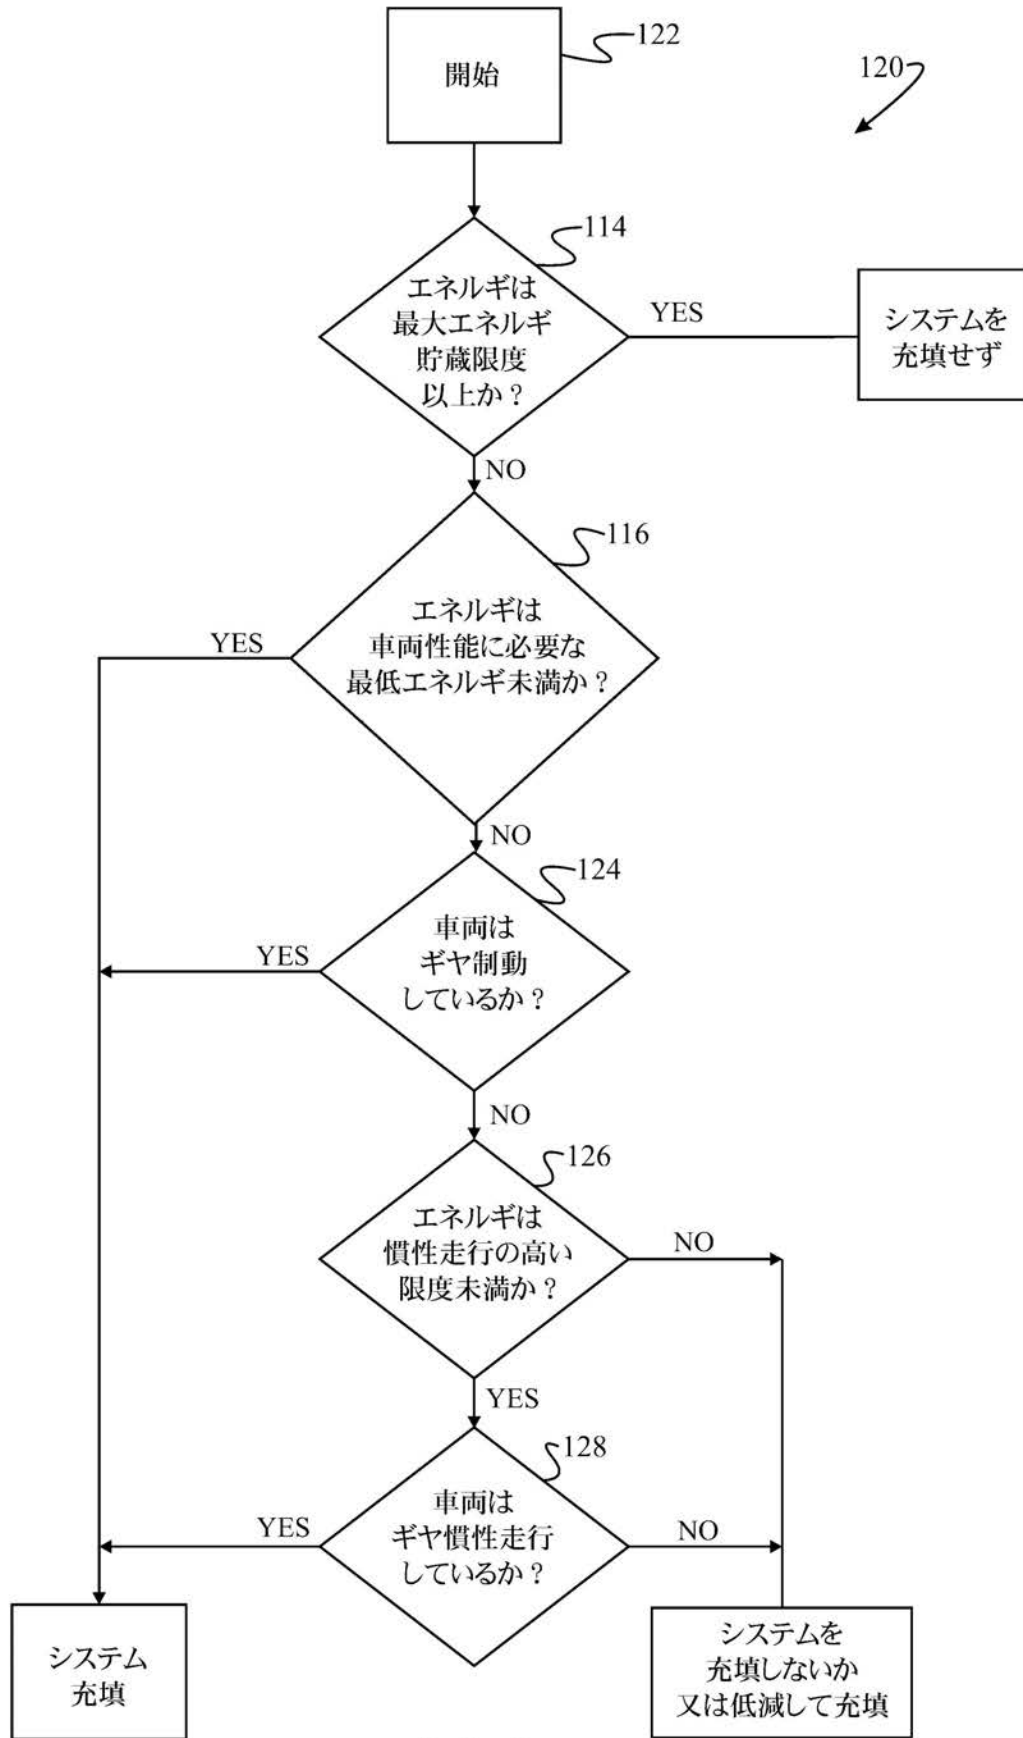 122
開始
120
114
エネルギは
最大エネルギ
貯蔵限度
以上か?
YES
システムを
充填せず
NO
116
エネルギは
車両性能に必要な
最低エネルギ未満か?
YES
NO
124
車両は
ギヤ制動
しているか?
YES
NO
126
エネルギは
慣性走行の高い
限度未満か?
NO
YES
128
車両は
ギヤ慣性走行
しているか?
YES
NO
システム
充填
システムを
充填しないか
又は低減して充填